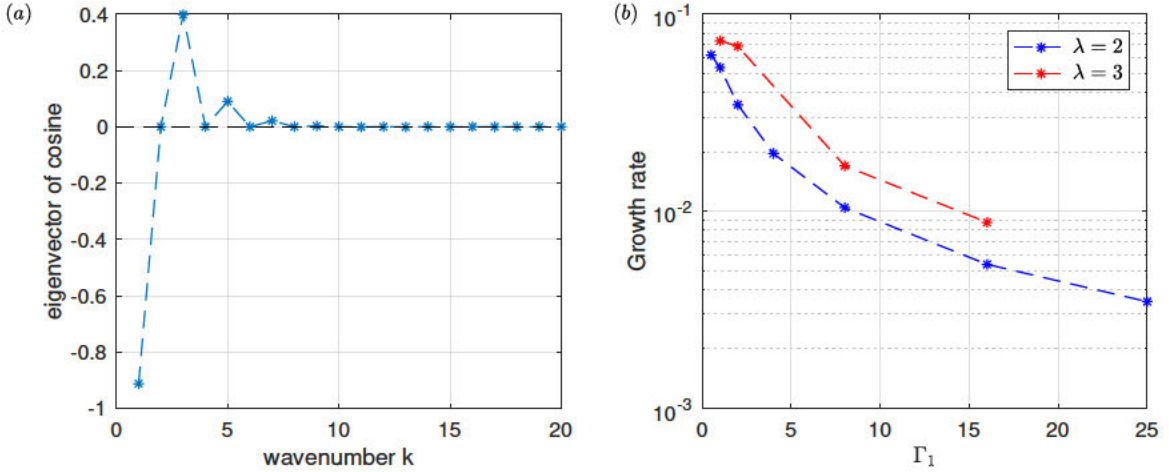 (a)
0.4
0.2
0
-0.2
-0.4
-0.6
-0.8
-1
eigenvector of cosine
0 5 10 15 20
wavenumber k
(b)
10^-1
10^-2
10^-3
Growth rate
λ = 2
λ = 3
0 5 10 15 20 25
Γ₁